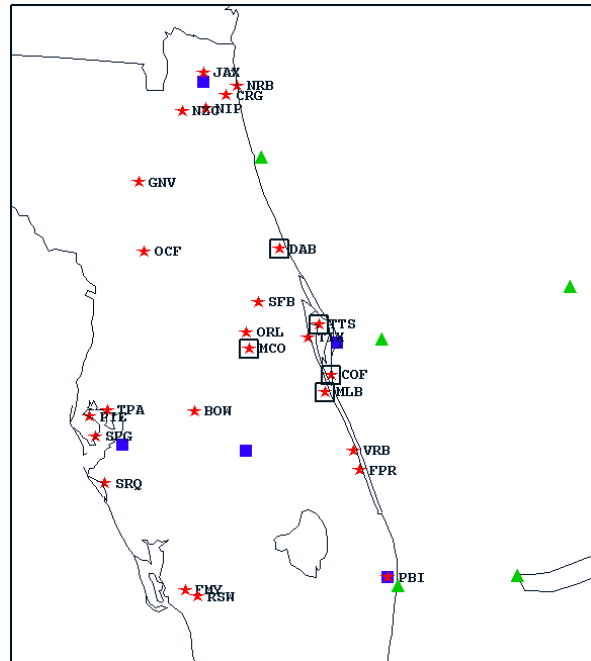 JAX
NRB
CRG
NIP
NZC
GNV
DAB
OCF
SFB
TTS
ORL
MCO
COF
MLB
TPA
BOW
PIE
SPG
VRB
FPR
SRQ
PBI
FMY
RSW